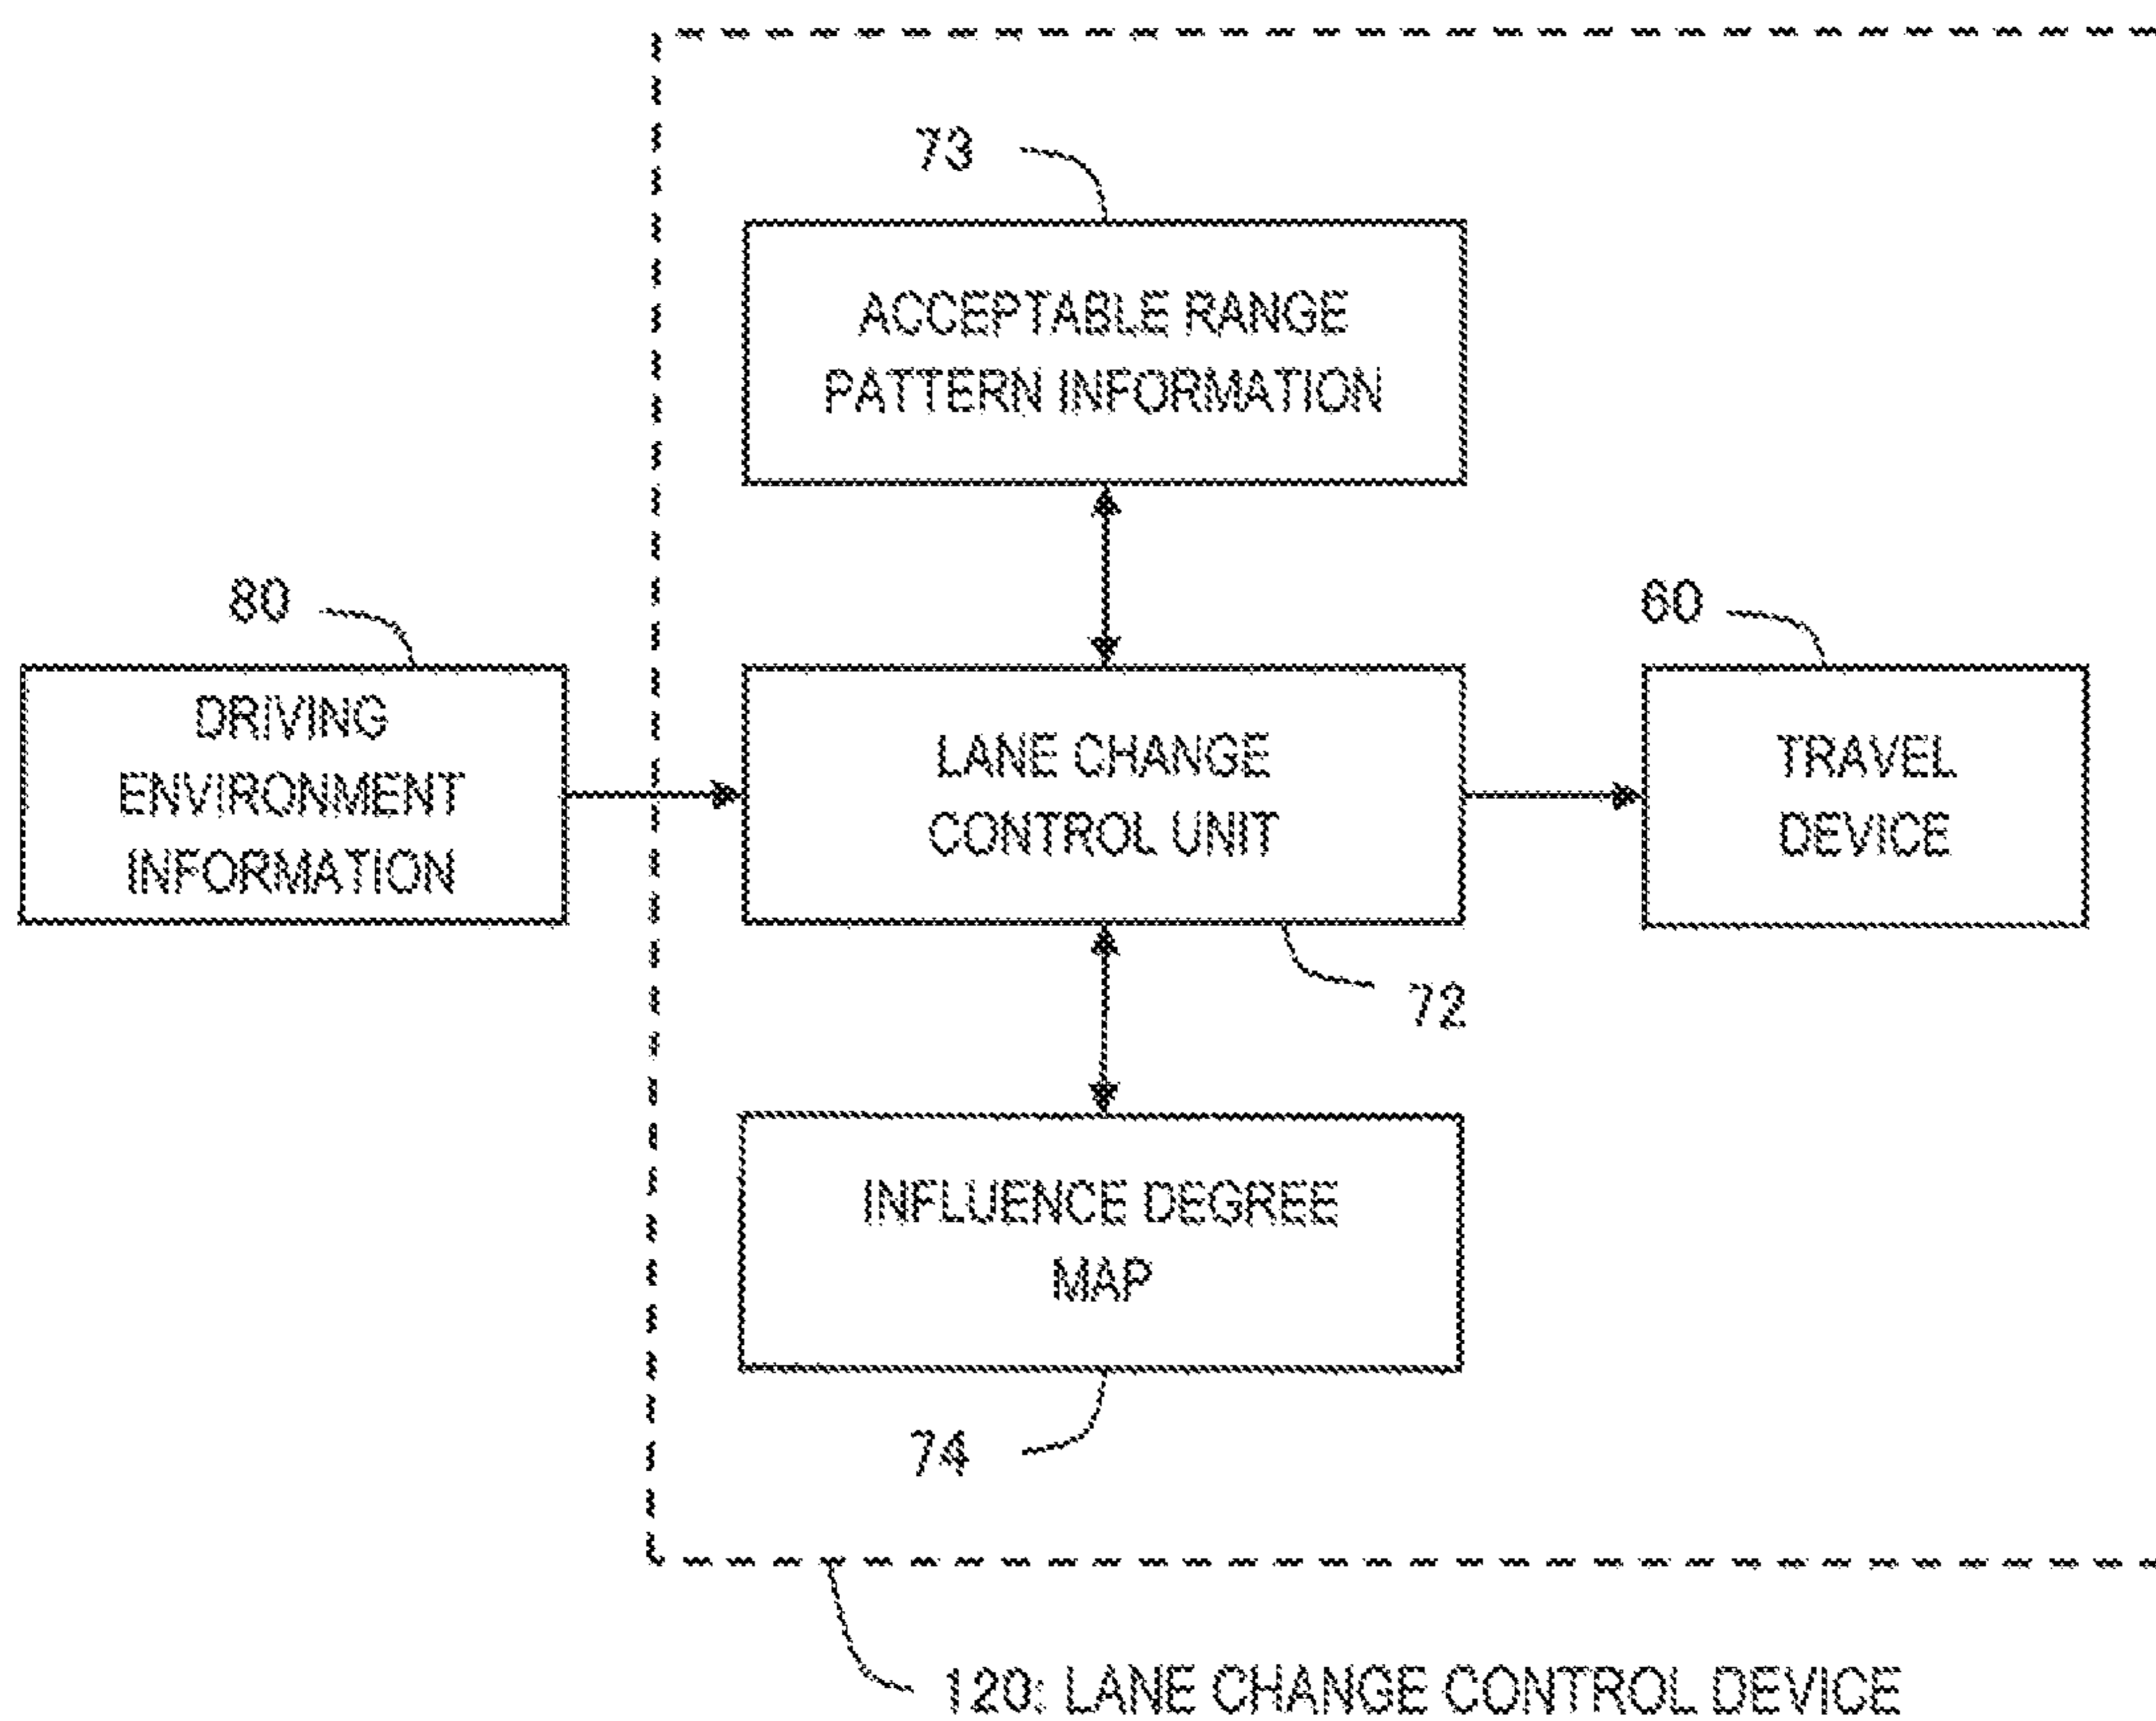 73
ACCEPTABLE RANGE
PATTERN INFORMATION
80
DRIVING
ENVIRONMENT
INFORMATION
LANE CHANGE
CONTROL UNIT
72
60
TRAVEL
DEVICE
INFLUENCE DEGREE
MAP
74
120: LANE CHANGE CONTROL DEVICE